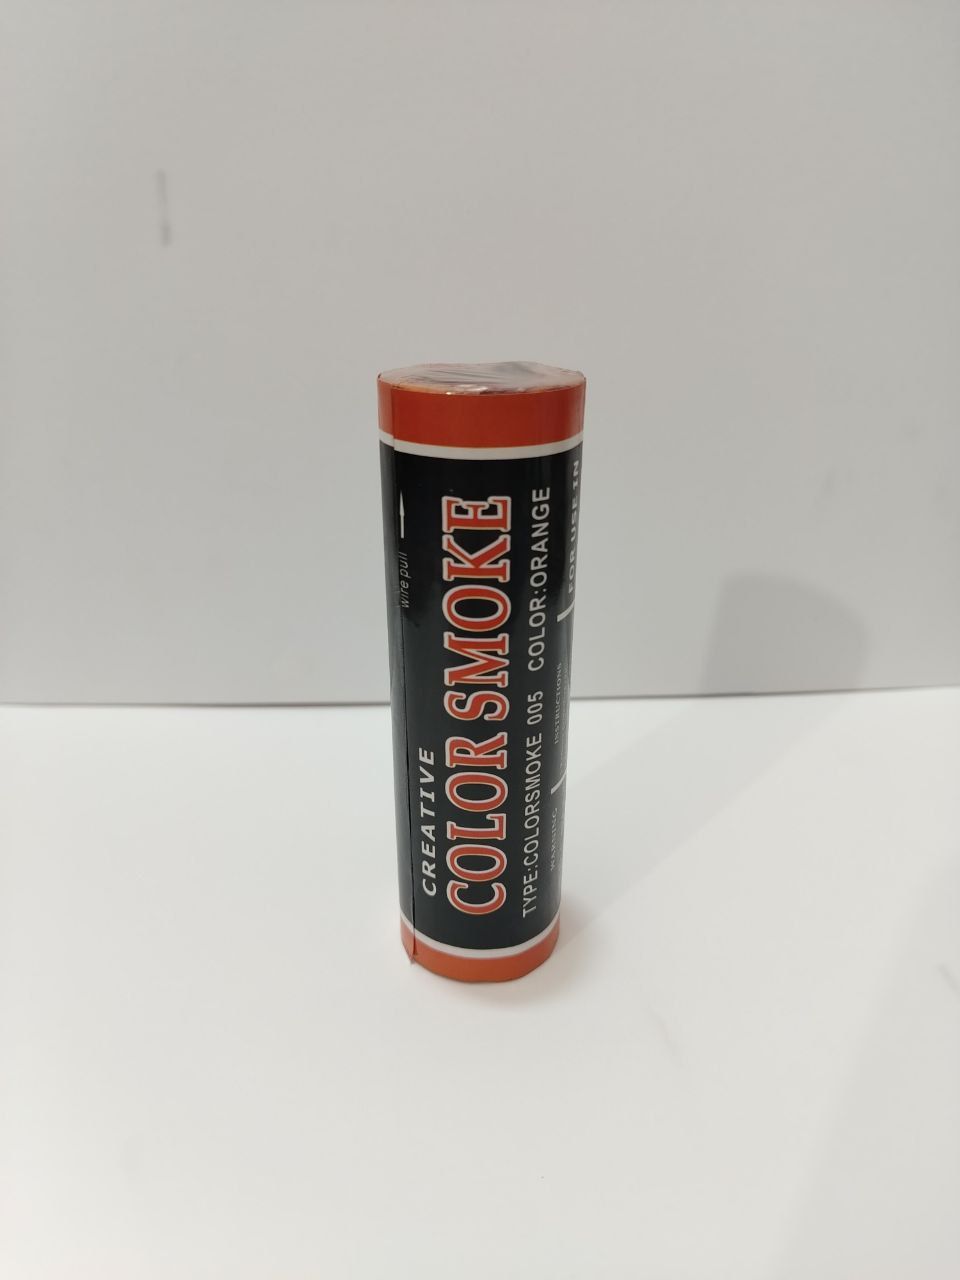 wire pull
CREATIVE
COLOR SMOKE
TYPE:COLORSMOKE 005 COLOR:ORANGE
WARNING
INSTRUCTIONS
FOR USE IN